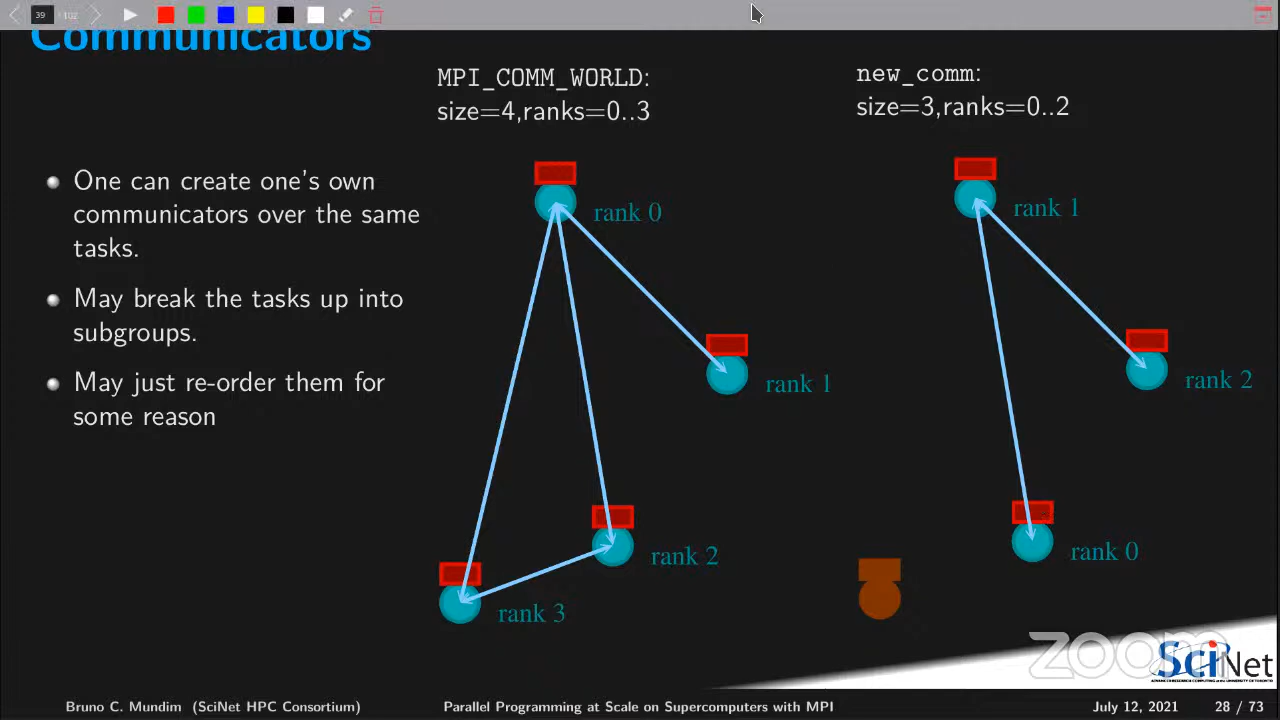 39 / 102
Communicators
MPI_COMM_WORLD:
size=4,ranks=0..3
new_comm:
size=3,ranks=0..2
One can create one's own
communicators over the same
tasks.
May break the tasks up into
subgroups.
May just re-order them for
some reason
rank 0
rank 1
rank 2
rank 3
rank 1
rank 2
rank 0
zoom
SciNet
Bruno C. Mundim (SciNet HPC Consortium)
Parallel Programming at Scale on Supercomputers with MPI
July 12, 2021
28 / 73